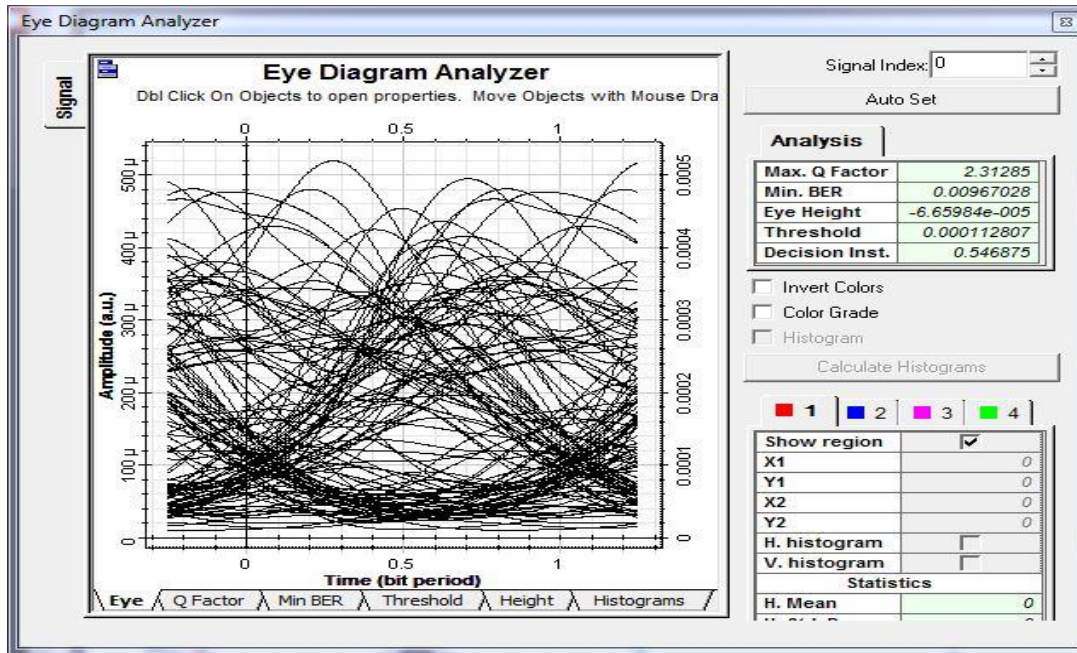 Eye Diagram Analyzer
Signal
Eye Diagram Analyzer
Dbl Click On Objects to open properties. Move Objects with Mouse Dra
0 0.5 1
500 μ
400 μ
300 μ
200 μ
100 μ
0
Amplitude (a.u.)
0.0005
0.0004
0.0003
0.0002
0.0001
0
0 0.5 1
Time (bit period)
Eye Q Factor Min BER Threshold Height Histograms
Signal Index: 0
Auto Set
Analysis
Max. Q Factor 2.31285
Min. BER 0.00967028
Eye Height -6.65984e-005
Threshold 0.000112807
Decision Inst. 0.546875
Invert Colors
Color Grade
Histogram
Calculate Histograms
1 2 3 4
Show region
X1 0
Y1 0
X2 0
Y2 0
H. histogram
V. histogram
Statistics
H. Mean 0